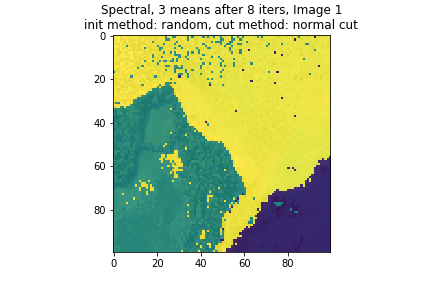 Spectral, 3 means after 8 iters, Image 1
init method: random, cut method: normal cut
0
20
40
60
80
0 20 40 60 80